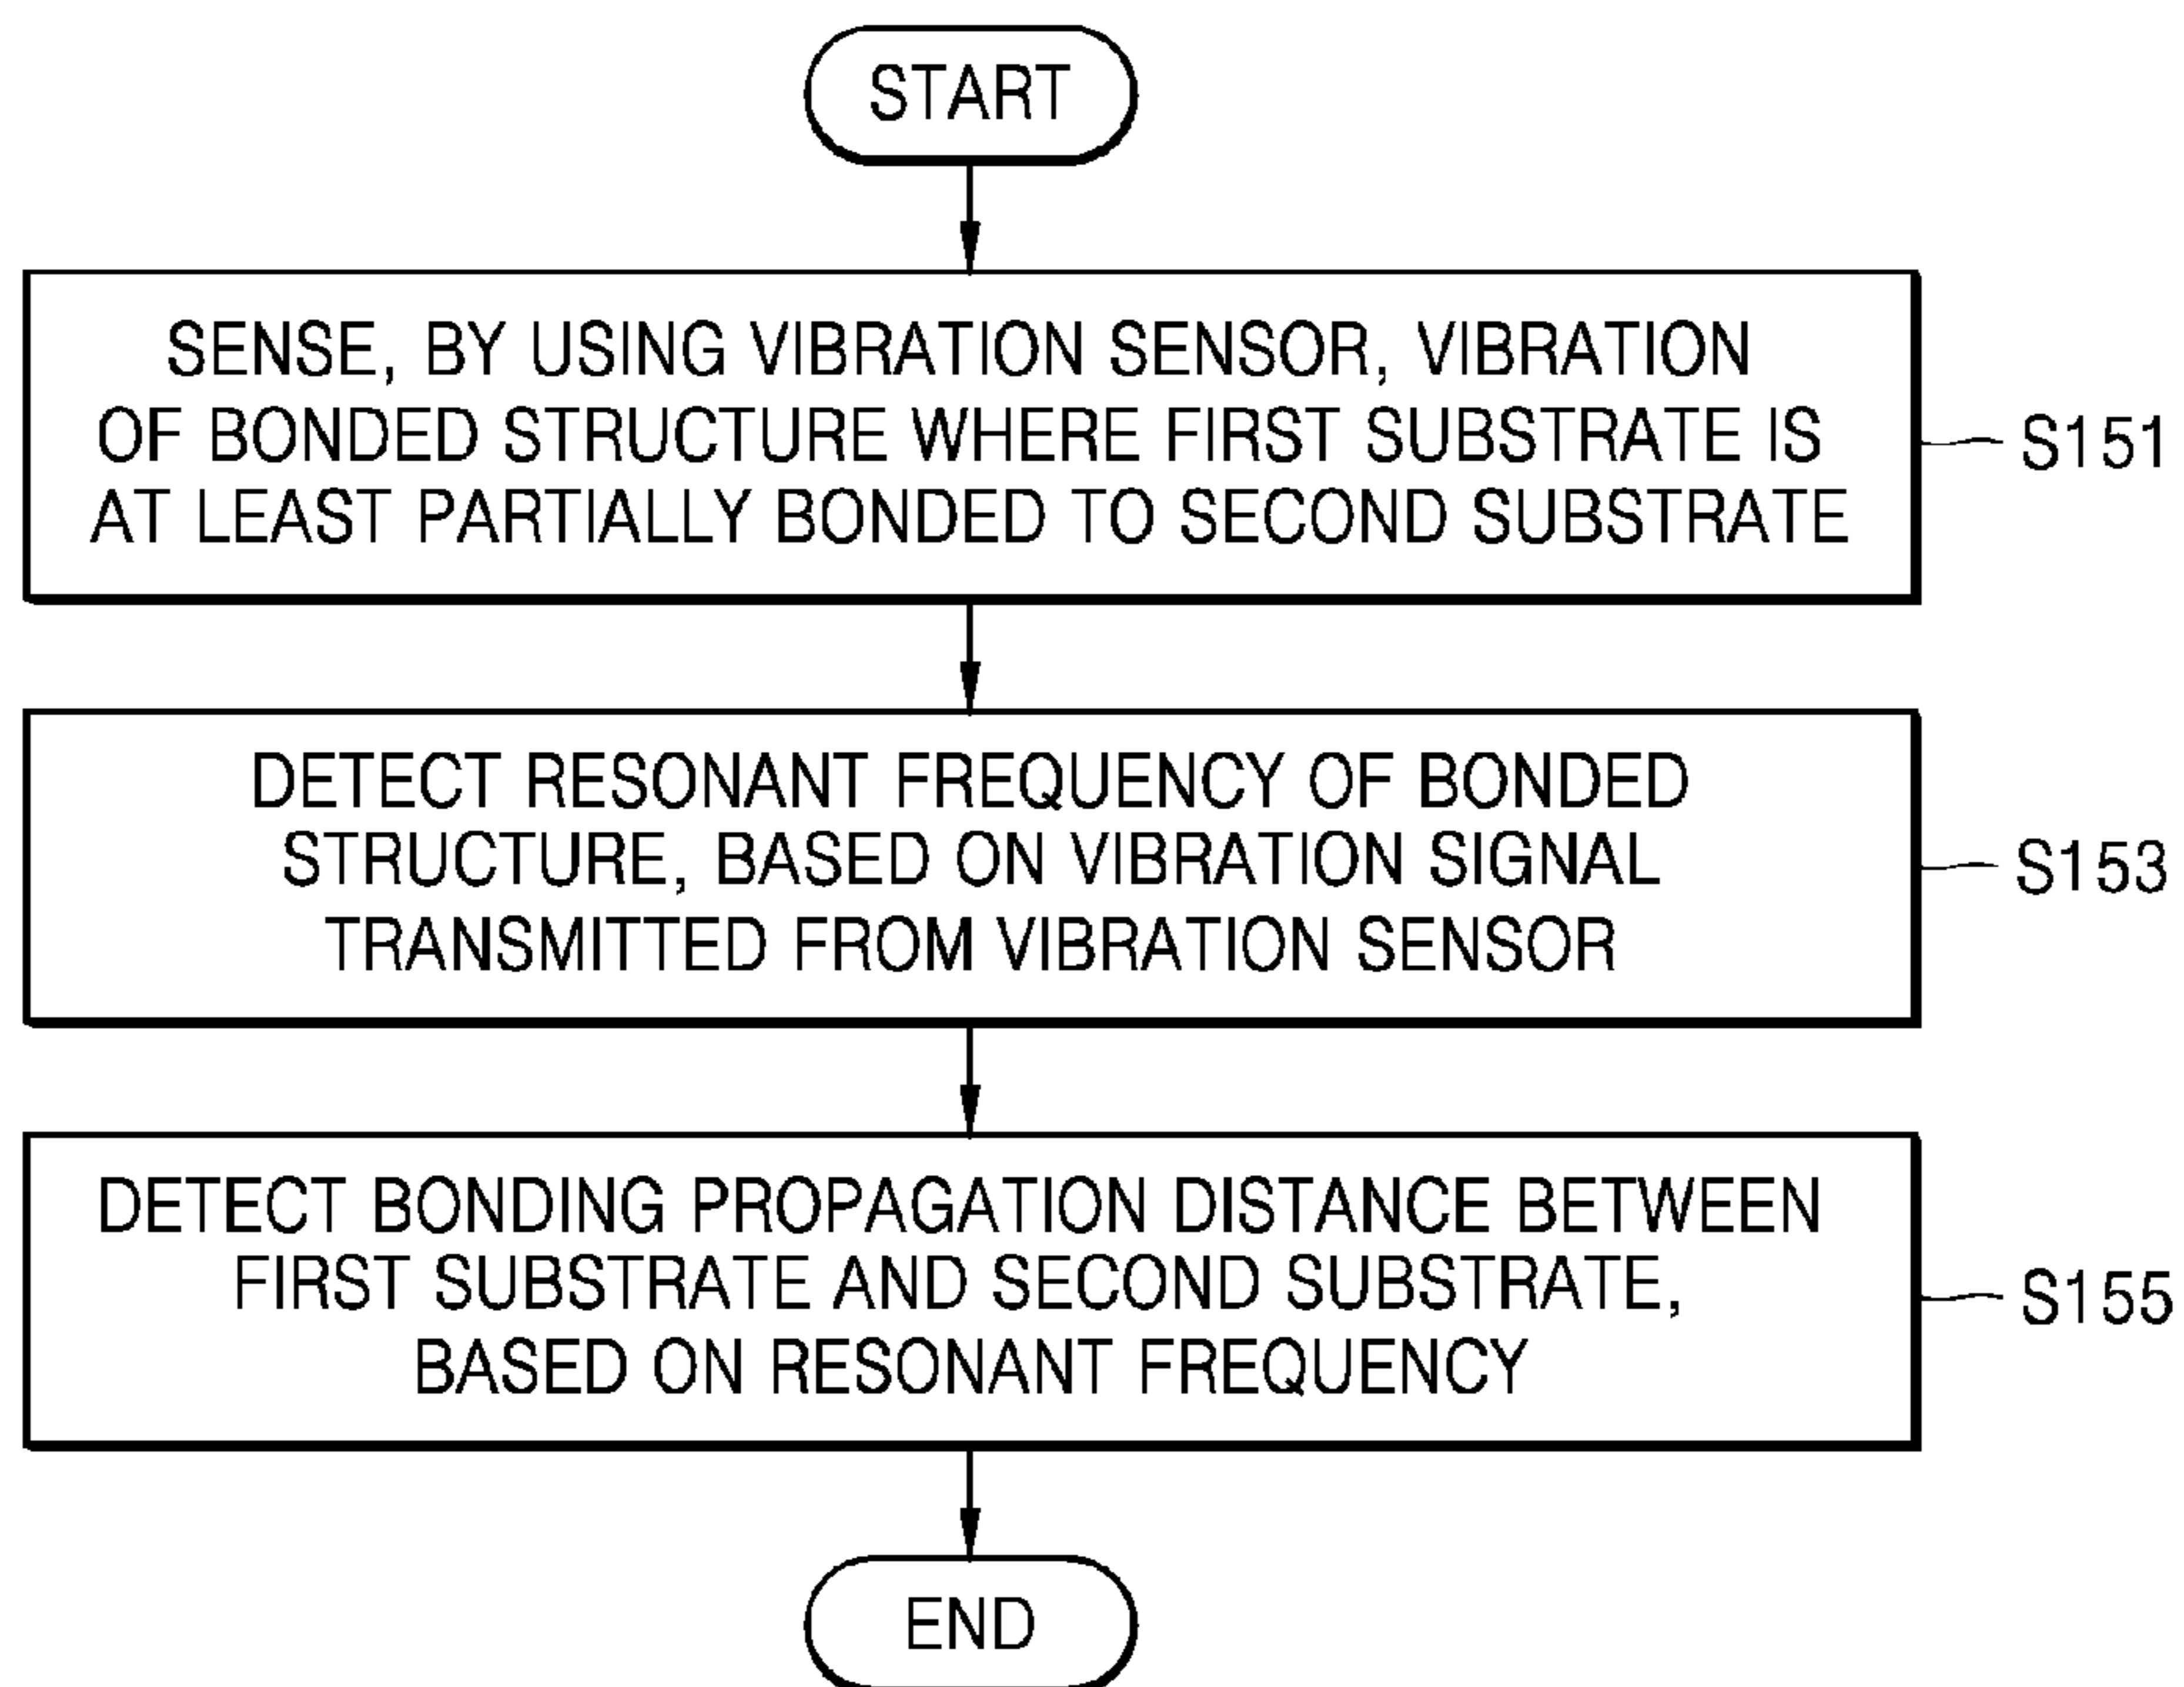 START
SENSE, BY USING VIBRATION SENSOR, VIBRATION
OF BONDED STRUCTURE WHERE FIRST SUBSTRATE IS
AT LEAST PARTIALLY BONDED TO SECOND SUBSTRATE
S151
DETECT RESONANT FREQUENCY OF BONDED
STRUCTURE, BASED ON VIBRATION SIGNAL
TRANSMITTED FROM VIBRATION SENSOR
S153
DETECT BONDING PROPAGATION DISTANCE BETWEEN
FIRST SUBSTRATE AND SECOND SUBSTRATE,
BASED ON RESONANT FREQUENCY
S155
END